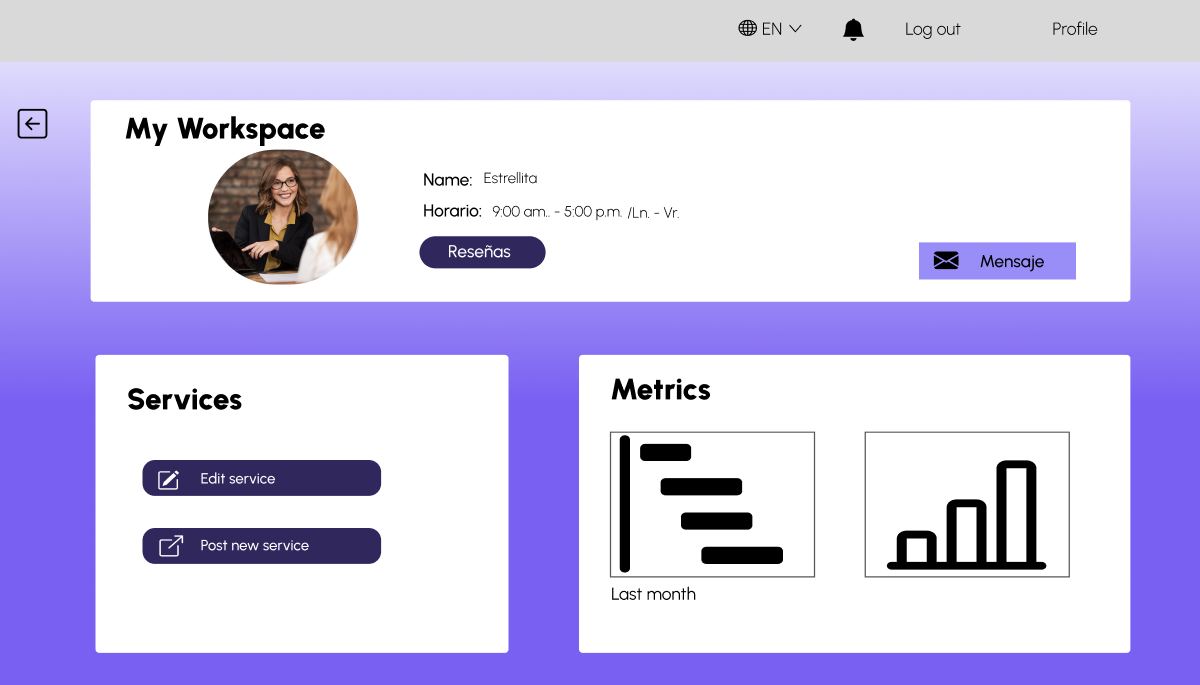 EN
Log out
Profile
My Workspace
Name: Estrellita
Horario: 9:00 am.. - 5:00 p.m. /Ln. - Vr.
Reseñas
Mensaje
Services
Edit service
Post new service
Metrics
Last month